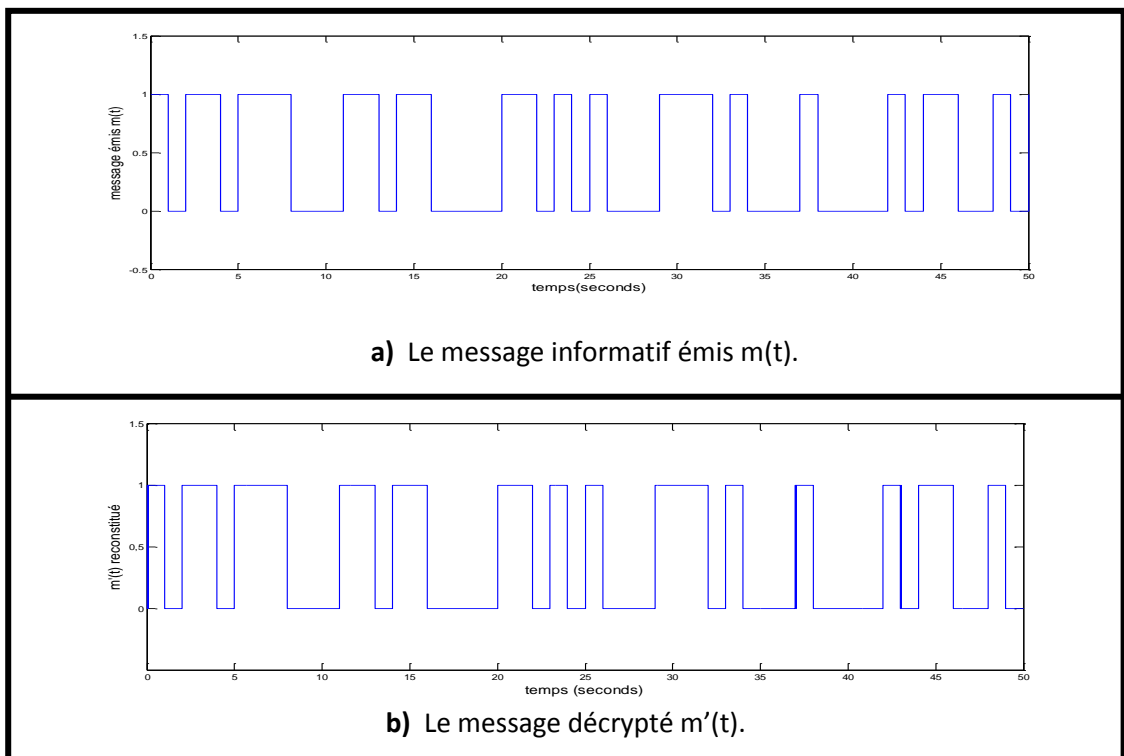 1.5
1
0.5
0
-0.5
message émis m(t)
0 5 10 15 20 25 30 35 40 45 50
temps(seconds)
a) Le message informatif émis m(t).
1.5
1
0,5
0
m'(t) reconstitué
0 5 10 15 20 25 30 35 40 45 50
temps (seconds)
b) Le message décrypté m’(t).